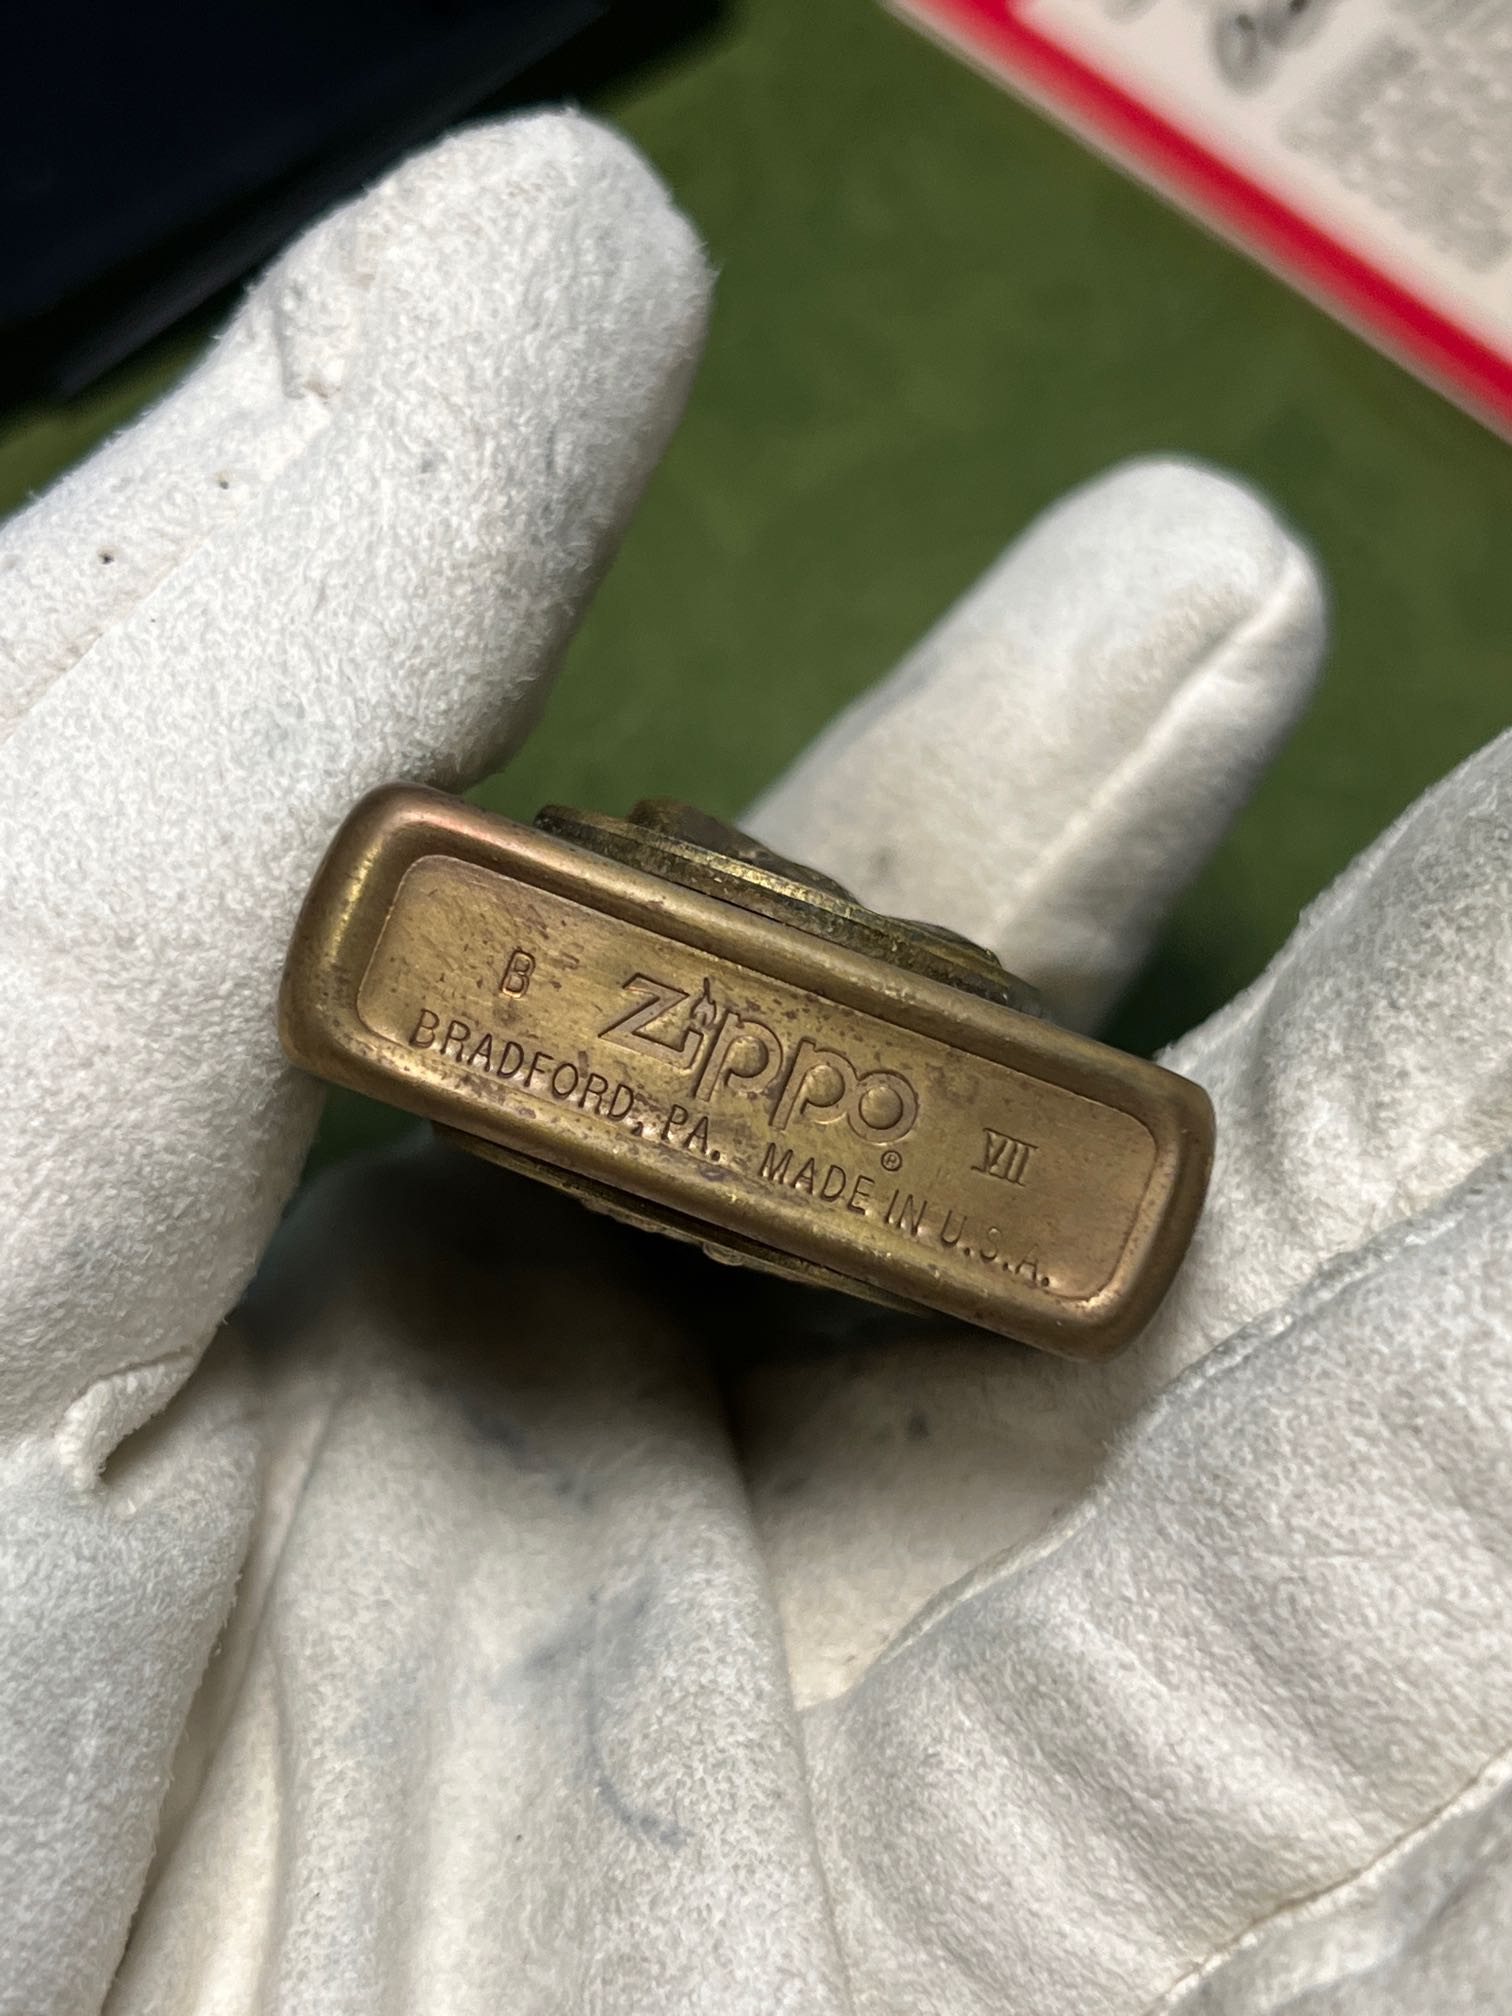 B Zippo VII
®
BRADFORD, PA. MADE IN U.S.A.